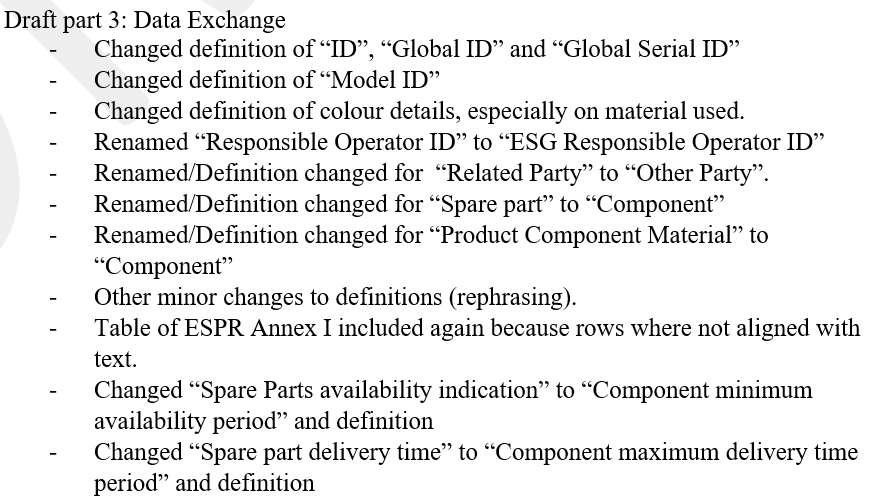 Draft part 3: Data Exchange
- Changed definition of “ID”, “Global ID” and “Global Serial ID”
- Changed definition of “Model ID”
- Changed definition of colour details, especially on material used.
- Renamed “Responsible Operator ID” to “ESG Responsible Operator ID”
- Renamed/Definition changed for  “Related Party” to “Other Party”.
- Renamed/Definition changed for “Spare part” to “Component”
- Renamed/Definition changed for “Product Component Material” to
“Component”
- Other minor changes to definitions (rephrasing).
- Table of ESPR Annex I included again because rows where not aligned with
text.
- Changed “Spare Parts availability indication” to “Component minimum
availability period” and definition
- Changed “Spare part delivery time” to “Component maximum delivery time
period” and definition